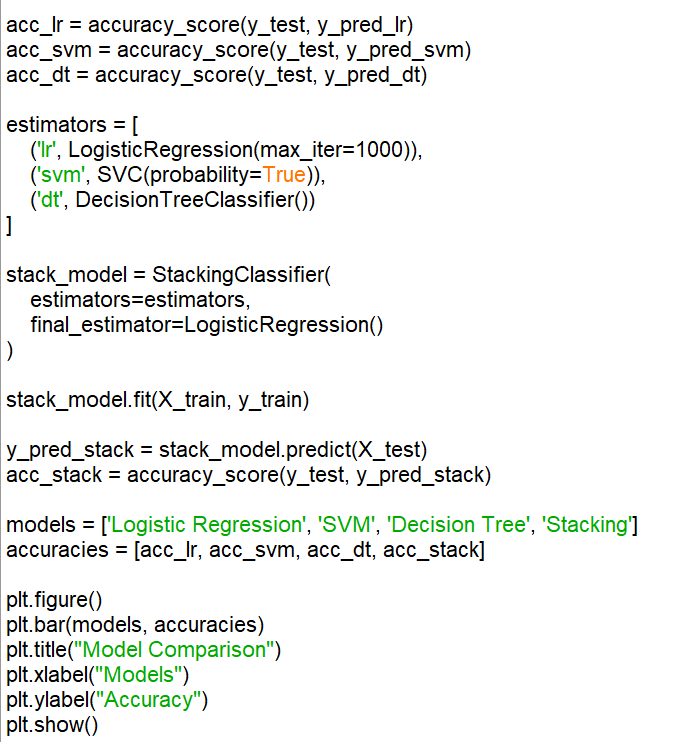 acc_lr = accuracy_score(y_test, y_pred_lr)
acc_svm = accuracy_score(y_test, y_pred_svm)
acc_dt = accuracy_score(y_test, y_pred_dt)

estimators = [
    ('lr', LogisticRegression(max_iter=1000)),
    ('svm', SVC(probability=True)),
    ('dt', DecisionTreeClassifier())
]

stack_model = StackingClassifier(
    estimators=estimators,
    final_estimator=LogisticRegression()
)

stack_model.fit(X_train, y_train)

y_pred_stack = stack_model.predict(X_test)
acc_stack = accuracy_score(y_test, y_pred_stack)

models = ['Logistic Regression', 'SVM', 'Decision Tree', 'Stacking']
accuracies = [acc_lr, acc_svm, acc_dt, acc_stack]

plt.figure()
plt.bar(models, accuracies)
plt.title("Model Comparison")
plt.xlabel("Models")
plt.ylabel("Accuracy")
plt.show()